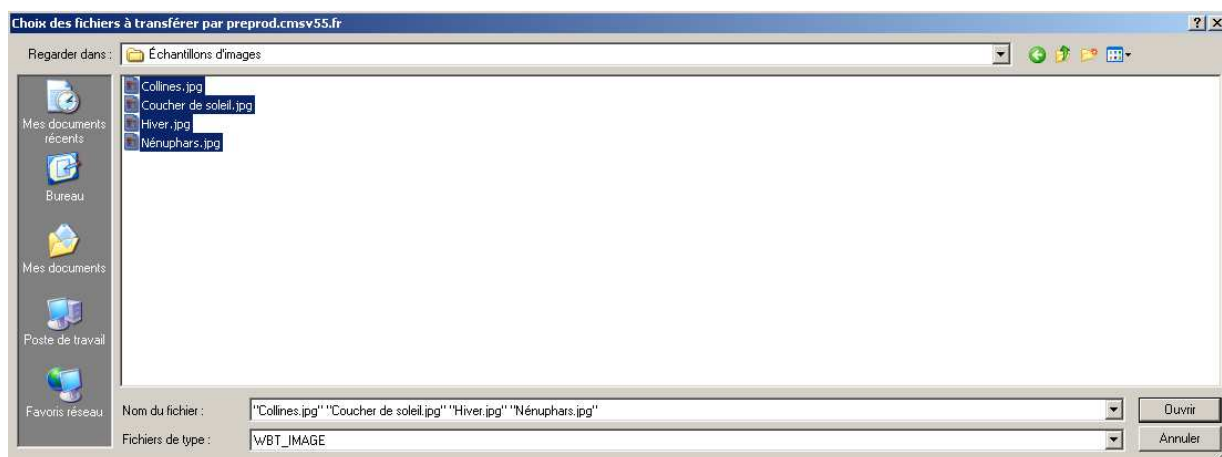 Choix des fichiers à transférer par preprod.cmsv55.fr
Regarder dans :
Échantillons d'images
Mes documents
récents
Bureau
Mes documents
Poste de travail
Favoris réseau
Collines.jpg
Coucher de soleil.jpg
Hiver.jpg
Nénuphars.jpg
Nom du fichier :
"Collines.jpg" "Coucher de soleil.jpg" "Hiver.jpg" "Nénuphars.jpg"
Ouvrir
Fichiers de type :
WBT_IMAGE
Annuler